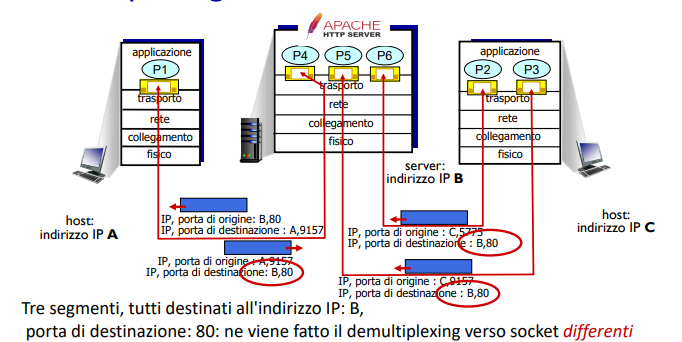 APACHE
HTTP SERVER
applicazione
P1
trasporto
rete
collegamento
fisico
P4 P5 P6
trasporto
rete
collegamento
fisico
applicazione
P2 P3
trasporto
rete
collegamento
fisico
host:
indirizzo IP A
server:
indirizzo IP B
host:
indirizzo IP C
IP, porta di origine: B,80
IP, porta di destinazione : A,9157
IP, porta di origine : A,9157
IP, porta di destinazione: B,80
IP, porta di origine : C,5775
IP, porta di destinazione : B,80
IP, porta di origine : C,9157
IP, porta di destinazione : B,80
Tre segmenti, tutti destinati all'indirizzo IP: B,
porta di destinazione: 80: ne viene fatto il demultiplexing verso socket differenti